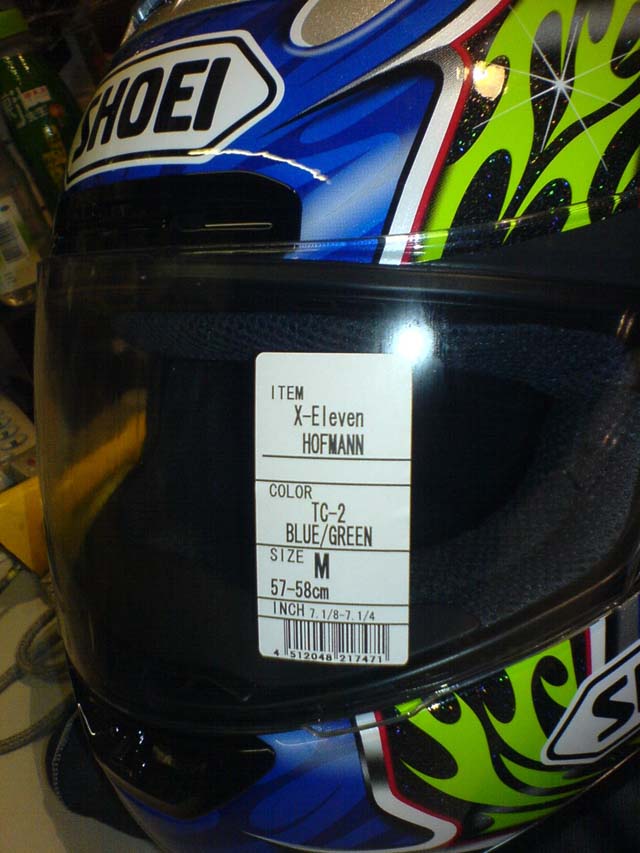 SHOEI
ITEM
X-Eleven
HOFMANN
COLOR
TC-2
BLUE/GREEN
SIZE M
57-58cm
INCH 7.1/8-7.1/4
4 512048 217471